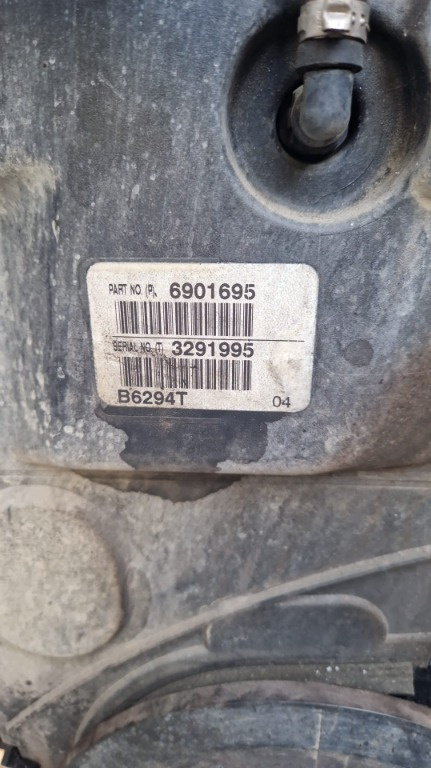 PART NO. (P), 6901695
SERIAL NO. (T) 3291995
B6294T 04